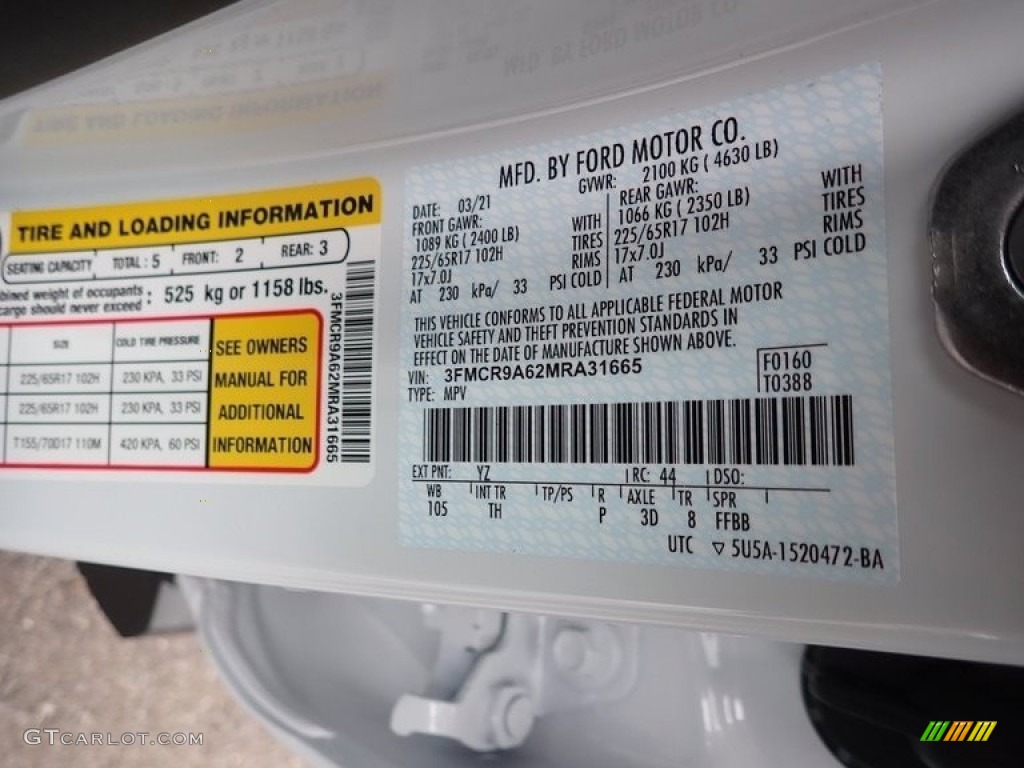 TIRE AND LOADING INFORMATION
SEATING CAPACITY TOTAL: 5 FRONT: 2 REAR: 3
of occupants : 525 kg or 1158 lbs.
should never exceed
SIZE COLD TIRE PRESSURE SEE OWNERS
225/65R17 102H 230 KPA, 33 PSI MANUAL FOR
225/65R17 102H 230 KPA, 33 PSI ADDITIONAL
T155/70D17 110M 420 KPA, 60 PSI INFORMATION
3FMCR9A62MRA31665
MFD. BY FORD MOTOR CO.
DATE: 03/21 GVWR: 2100 KG ( 4630 LB)
FRONT GAWR: REAR GAWR:
1089 KG ( 2400 LB) WITH 1066 KG ( 2350 LB) WITH
225/65R17 102H TIRES 225/65R17 102H TIRES
17x7.0J RIMS 17x7.0J RIMS
AT 230 kPa/ 33 PSI COLD AT 230 kPa/ 33 PSI COLD
THIS VEHICLE CONFORMS TO ALL APPLICABLE FEDERAL MOTOR
VEHICLE SAFETY AND THEFT PREVENTION STANDARDS IN
EFFECT ON THE DATE OF MANUFACTURE SHOWN ABOVE.
VIN: 3FMCR9A62MRA31665 F0160
TYPE: MPV T0388
EXT PNT: YZ RC: 44 DSO:
WB INT TR TP/PS R AXLE TR SPR
105 TH P 3D 8 FFBB
UTC ▽ 5U5A-1520472-BA
GTCARLOT.COM